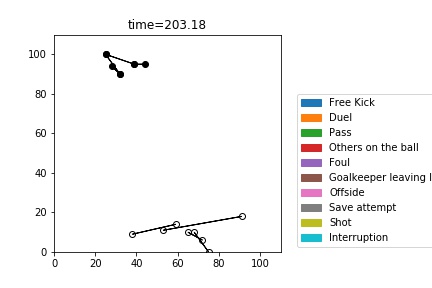 time=203.18
100
80
60
40
20
0
0 20 40 60 80 100
Free Kick
Duel
Pass
Others on the ball
Foul
Goalkeeper leaving l
Offside
Save attempt
Shot
Interruption